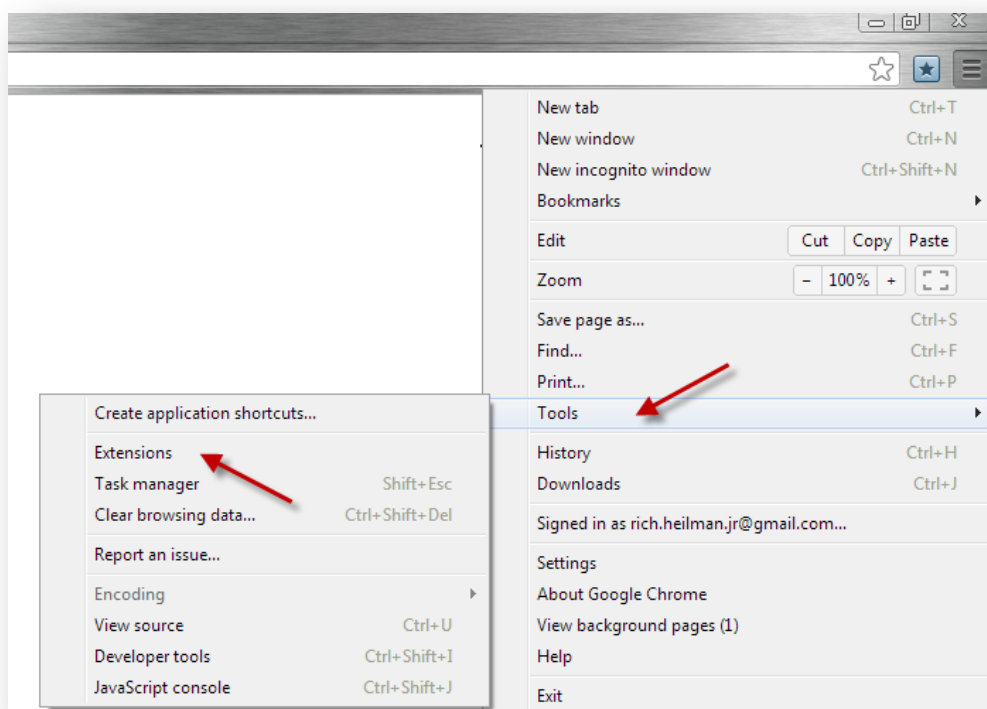 New tab Ctrl+T
New window Ctrl+N
New incognito window Ctrl+Shift+N
Bookmarks
Edit Cut Copy Paste
Zoom - 100% +
Save page as... Ctrl+S
Find... Ctrl+F
Print... Ctrl+P
Tools
History Ctrl+H
Downloads Ctrl+J
Signed in as rich.heilman.jr@gmail.com...
Settings
About Google Chrome
View background pages (1)
Help
Exit
Create application shortcuts...
Extensions
Task manager Shift+Esc
Clear browsing data... Ctrl+Shift+Del
Report an issue...
Encoding
View source Ctrl+U
Developer tools Ctrl+Shift+I
JavaScript console Ctrl+Shift+J